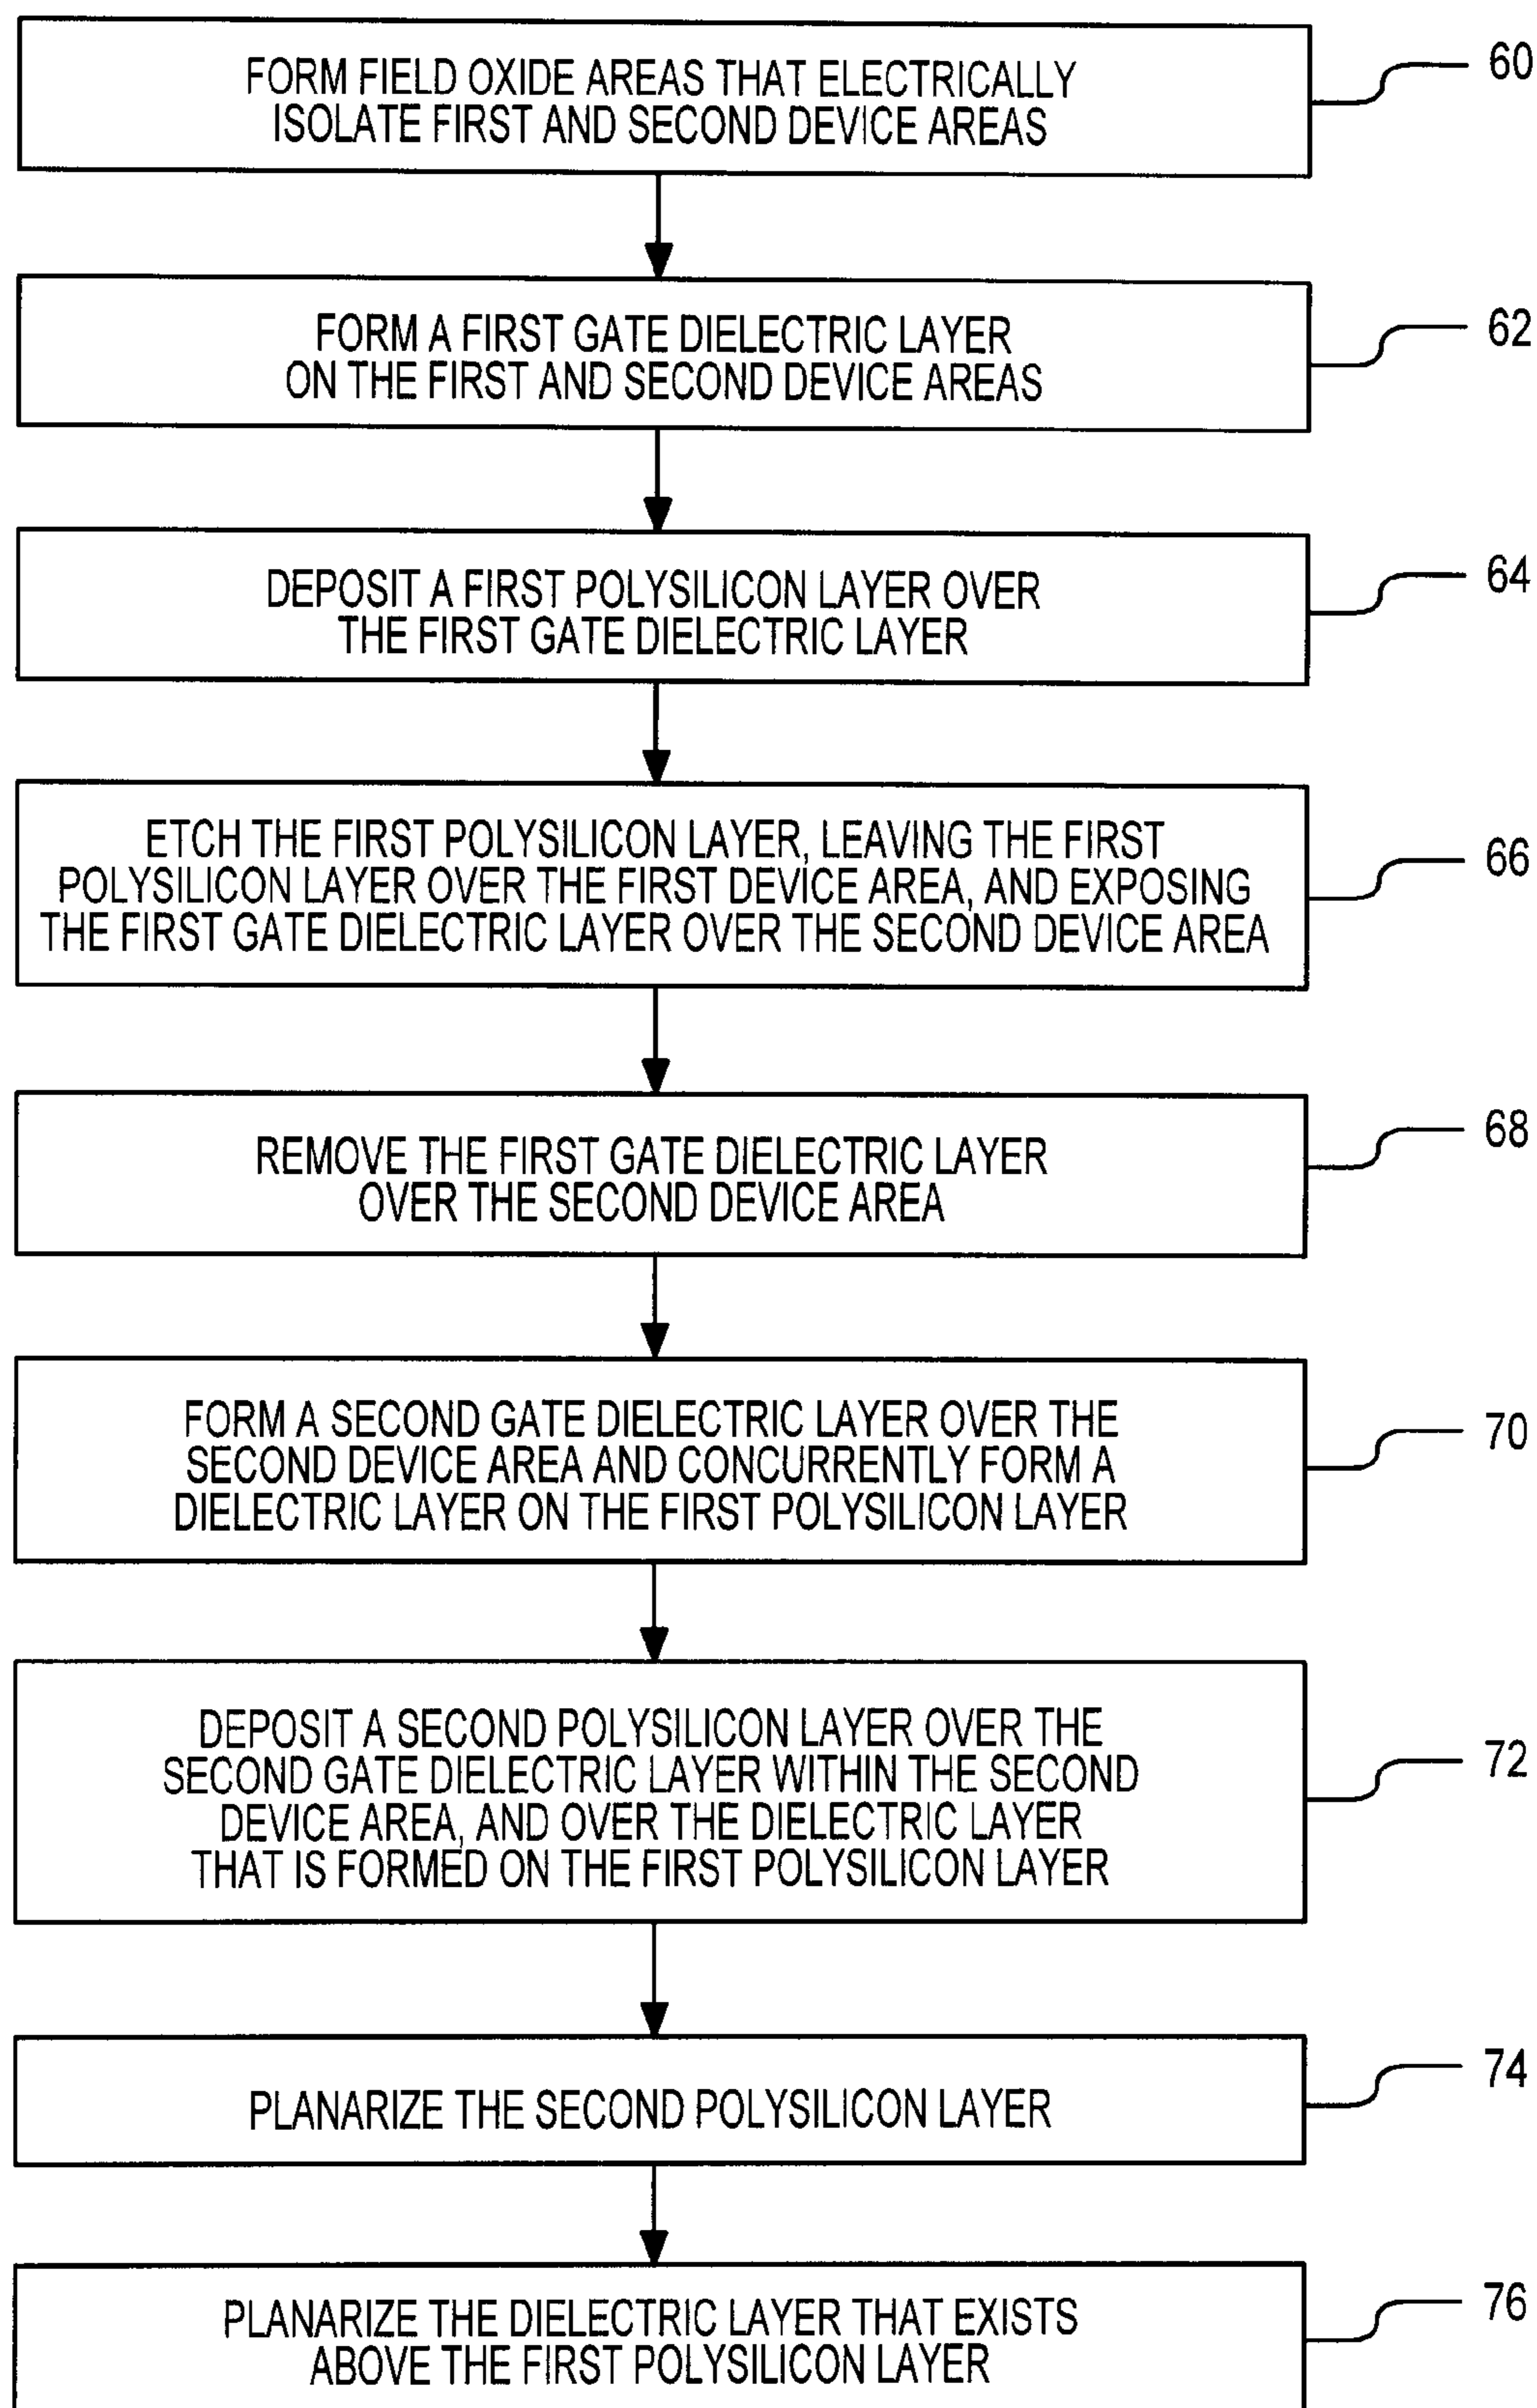 FORM FIELD OXIDE AREAS THAT ELECTRICALLY
ISOLATE FIRST AND SECOND DEVICE AREAS
60
FORM A FIRST GATE DIELECTRIC LAYER
ON THE FIRST AND SECOND DEVICE AREAS
62
DEPOSIT A FIRST POLYSILICON LAYER OVER
THE FIRST GATE DIELECTRIC LAYER
64
ETCH THE FIRST POLYSILICON LAYER, LEAVING THE FIRST
POLYSILICON LAYER OVER THE FIRST DEVICE AREA, AND EXPOSING
THE FIRST GATE DIELECTRIC LAYER OVER THE SECOND DEVICE AREA
66
REMOVE THE FIRST GATE DIELECTRIC LAYER
OVER THE SECOND DEVICE AREA
68
FORM A SECOND GATE DIELECTRIC LAYER OVER THE
SECOND DEVICE AREA AND CONCURRENTLY FORM A
DIELECTRIC LAYER ON THE FIRST POLYSILICON LAYER
70
DEPOSIT A SECOND POLYSILICON LAYER OVER THE
SECOND GATE DIELECTRIC LAYER WITHIN THE SECOND
DEVICE AREA, AND OVER THE DIELECTRIC LAYER
THAT IS FORMED ON THE FIRST POLYSILICON LAYER
72
PLANARIZE THE SECOND POLYSILICON LAYER
74
PLANARIZE THE DIELECTRIC LAYER THAT EXISTS
ABOVE THE FIRST POLYSILICON LAYER
76